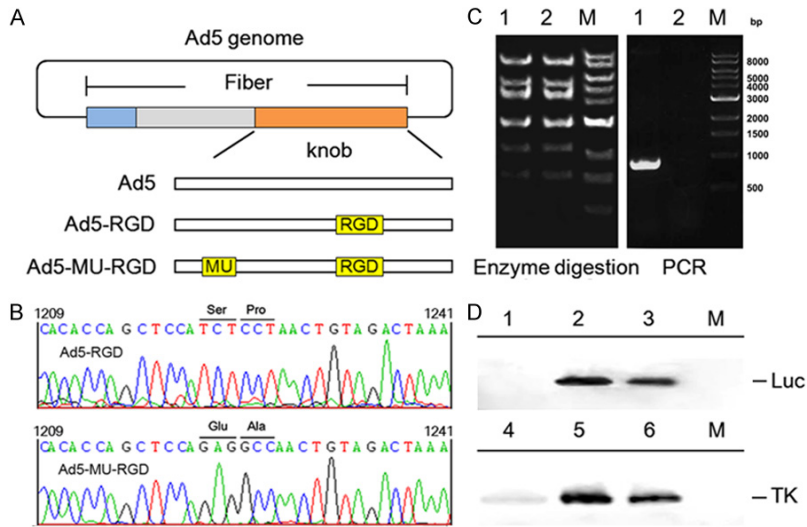 A
Ad5 genome
Fiber
knob
Ad5
Ad5-RGD
RGD
Ad5-MU-RGD
MU
RGD
B
1209
Ser
Pro
1241
CACACCAGCTCCATCTCCTAACTGTAGACTAAA
Ad5-RGD
1209
Glu
Ala
1241
CACACCAGCTCCAGAGGCCAACTGTAGACTAAA
Ad5-MU-RGD
C
1 2 M
1 2 M
bp
8000
5000
4000
3000
2000
1500
1000
500
Enzyme digestion
PCR
D
1 2 3 M
Luc
4 5 6 M
TK